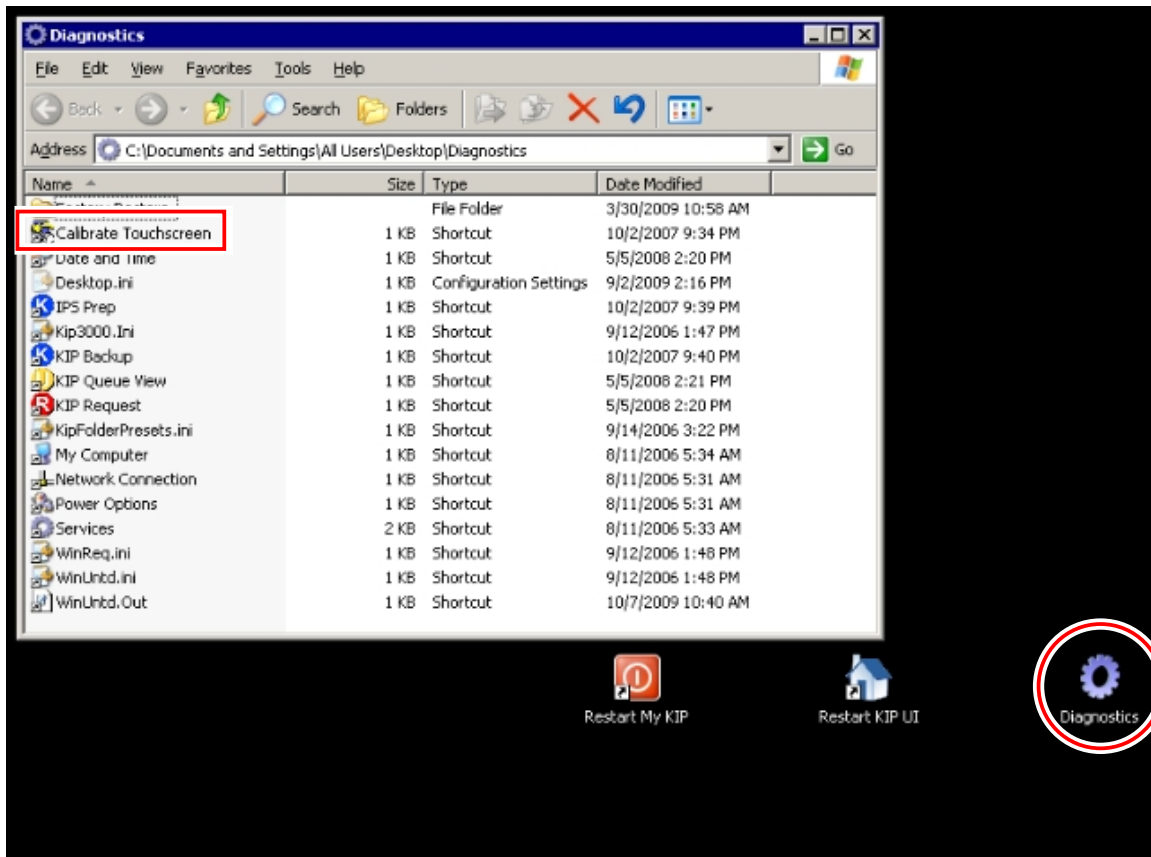 Diagnostics
File Edit View Favorites Tools Help
Back Search Folders
Address C:\Documents and Settings\All Users\Desktop\Diagnostics Go
Name Size Type Date Modified
File Folder 3/30/2009 10:58 AM
Calibrate Touchscreen 1 KB Shortcut 10/2/2007 9:34 PM
Date and Time 1 KB Shortcut 5/5/2008 2:20 PM
Desktop.ini 1 KB Configuration Settings 9/2/2009 2:16 PM
IPS Prep 1 KB Shortcut 10/2/2007 9:39 PM
Kip3000.Ini 1 KB Shortcut 9/12/2006 1:47 PM
KIP Backup 1 KB Shortcut 10/2/2007 9:40 PM
KIP Queue View 1 KB Shortcut 5/5/2008 2:21 PM
KIP Request 1 KB Shortcut 5/5/2008 2:20 PM
KipFolderPresets.ini 1 KB Shortcut 9/14/2006 3:22 PM
My Computer 1 KB Shortcut 8/11/2006 5:34 AM
Network Connection 1 KB Shortcut 8/11/2006 5:31 AM
Power Options 1 KB Shortcut 8/11/2006 5:31 AM
Services 2 KB Shortcut 8/11/2006 5:33 AM
WinReq.ini 1 KB Shortcut 9/12/2006 1:48 PM
WinUntd.ini 1 KB Shortcut 9/12/2006 1:48 PM
WinUntd.Out 1 KB Shortcut 10/7/2009 10:40 AM
Restart My KIP Restart KIP UI Diagnostics